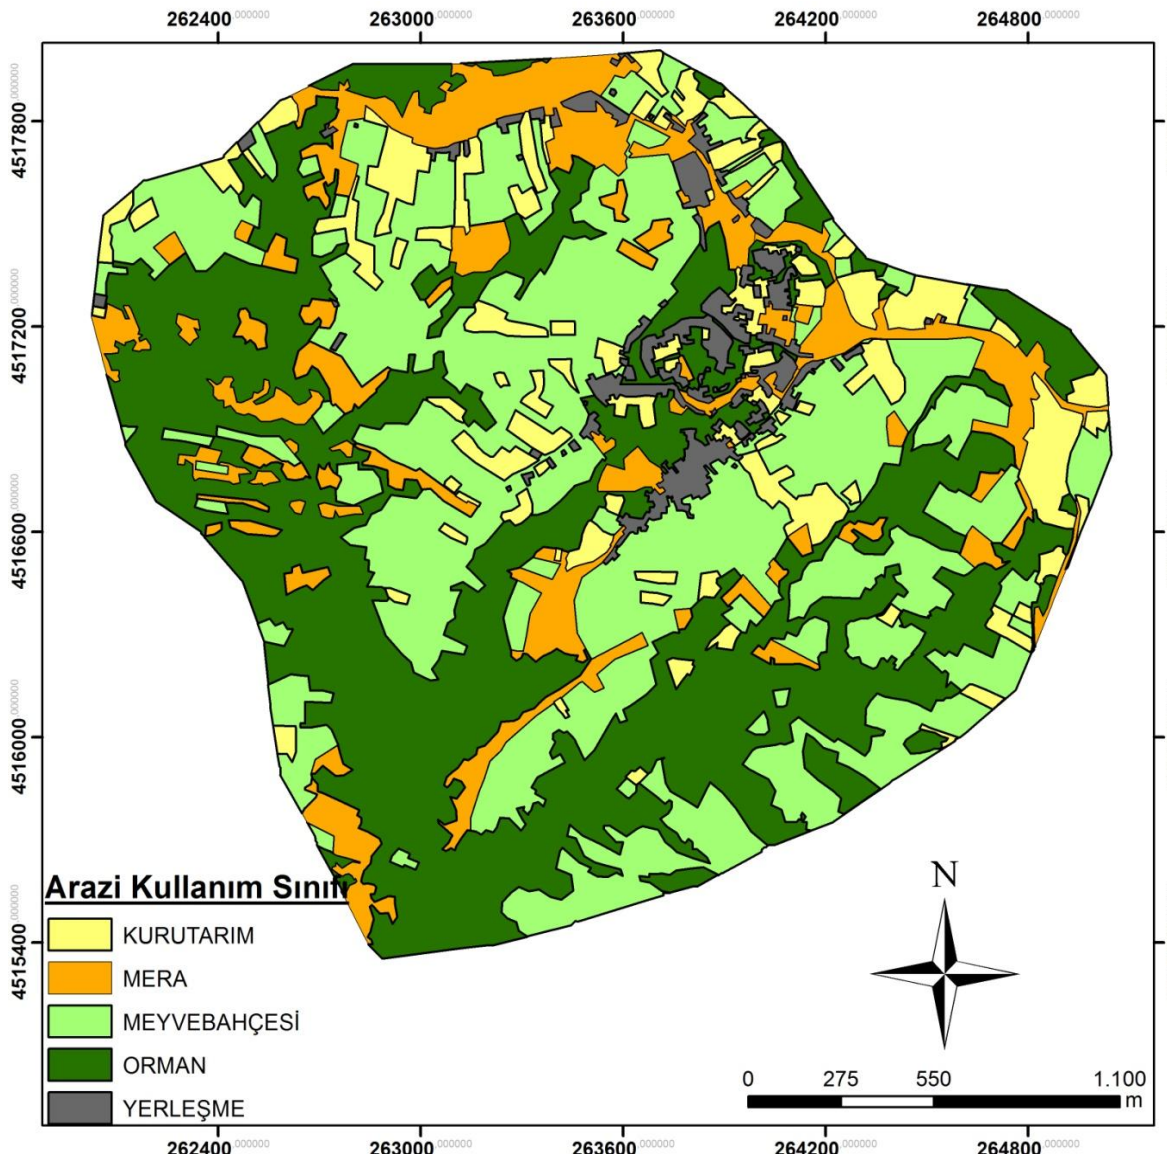 262400,000000 263000,000000 263600,000000 264200,000000 264800,000000
4517800,000000
4517200,000000
4516600,000000
4516000,000000
4515400,000000
Arazi Kullanım Sınıfı
KURUTARIM
MERA
MEYVEBAHÇESİ
ORMAN
YERLEŞME
N
0 275 550 1.100
m
262400,000000 263000,000000 263600,000000 264200,000000 264800,000000